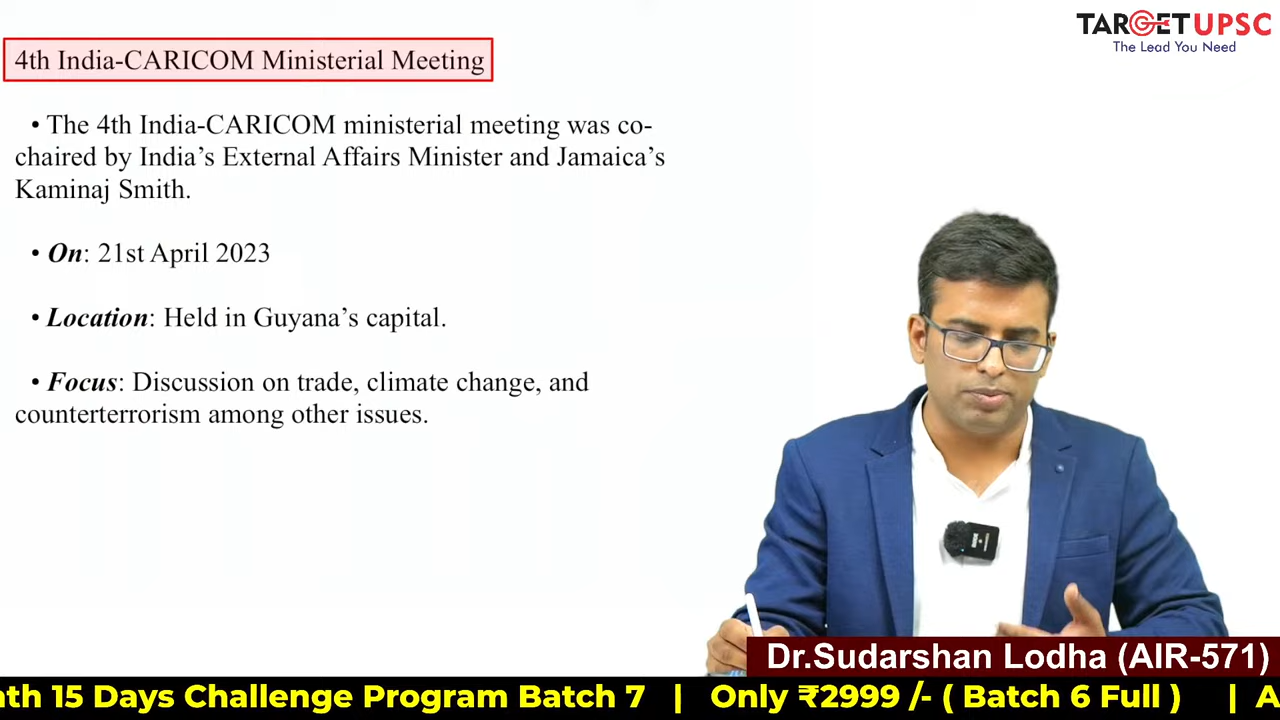 TARGETUPSC
The Lead You Need
4th India-CARICOM Ministerial Meeting
• The 4th India-CARICOM ministerial meeting was co-
chaired by India’s External Affairs Minister and Jamaica’s
Kaminaj Smith.
• On: 21st April 2023
• Location: Held in Guyana’s capital.
• Focus: Discussion on trade, climate change, and
counterterrorism among other issues.
Dr.Sudarshan Lodha (AIR-571)
ath 15 Days Challenge Program Batch 7 | Only ₹2999 /- ( Batch 6 Full ) | A